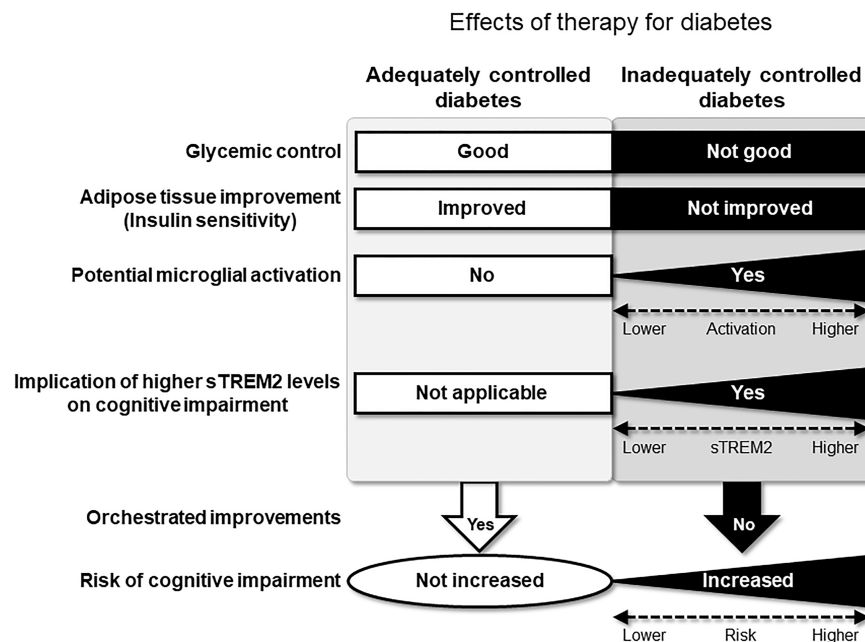 Effects of therapy for diabetes
Adequately controlled
diabetes
Inadequately controlled
diabetes
Glycemic control
Good
Not good
Adipose tissue improvement
(Insulin sensitivity)
Improved
Not improved
Potential microglial activation
No
Yes
Lower Activation Higher
Implication of higher sTREM2 levels
on cognitive impairment
Not applicable
Yes
Lower sTREM2 Higher
Orchestrated improvements
Yes
No
Risk of cognitive impairment
Not increased
Increased
Lower Risk Higher